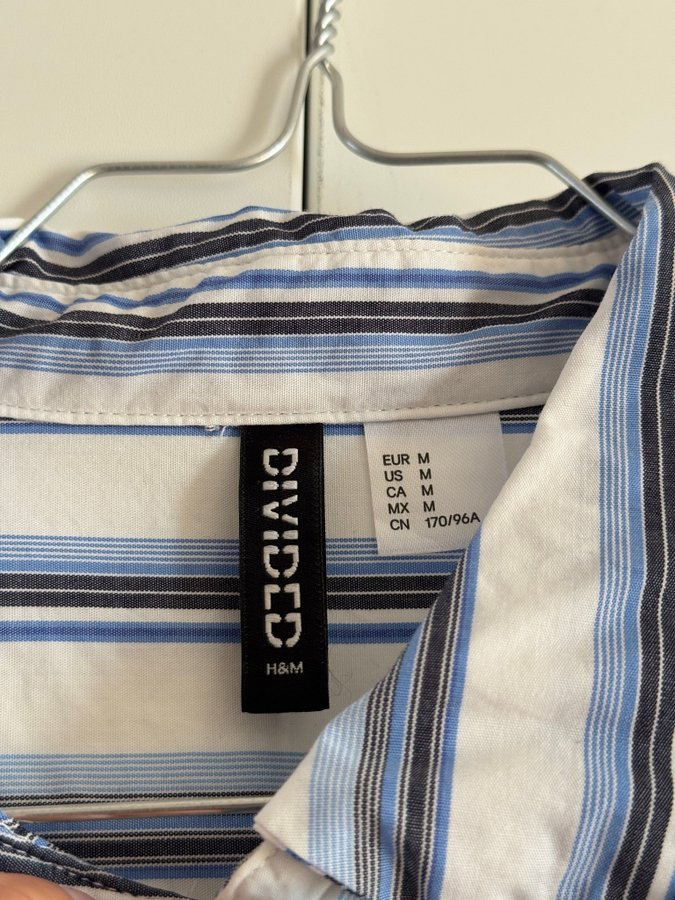 DIVIDED
H&M
EUR M
US M
CA M
MX M
CN 170/96A